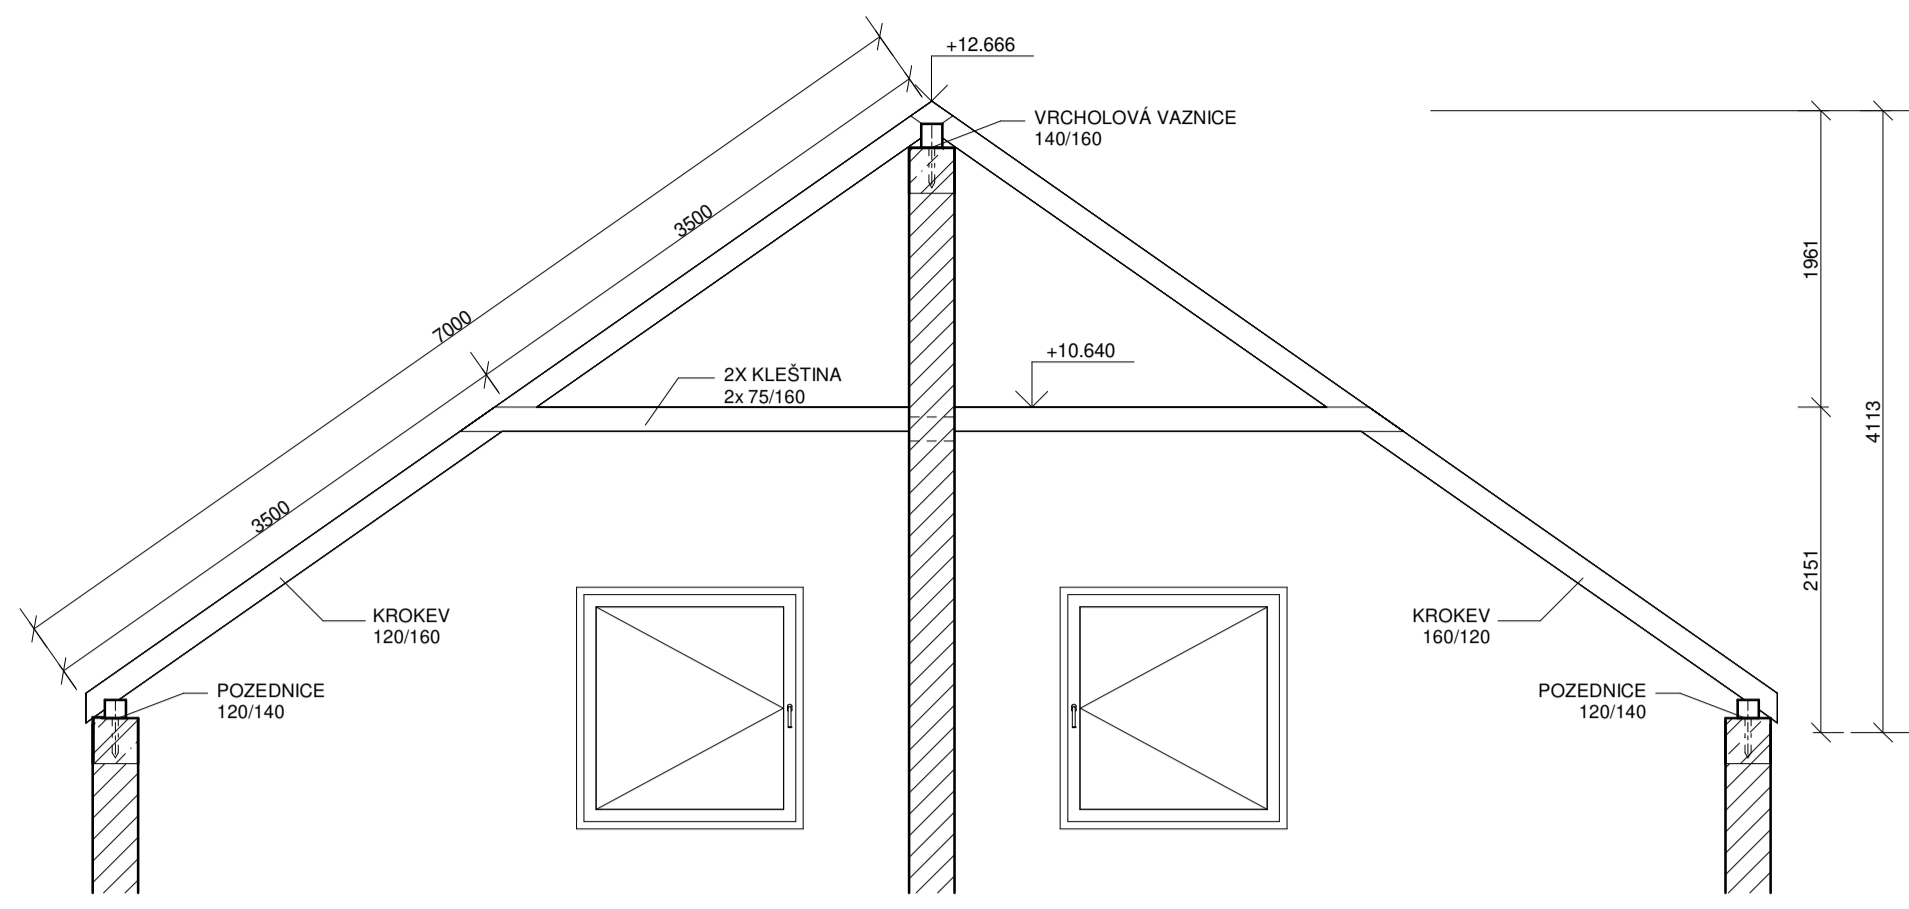 +12.666
VRCHOLOVÁ VAZNICE
140/160
3500
7000
1961
+10.640
2X KLEŠTINA
2x 75/160
4113
3500
2151
KROKEV
120/160
KROKEV
160/120
POZEDNICE
120/140
POZEDNICE
120/140